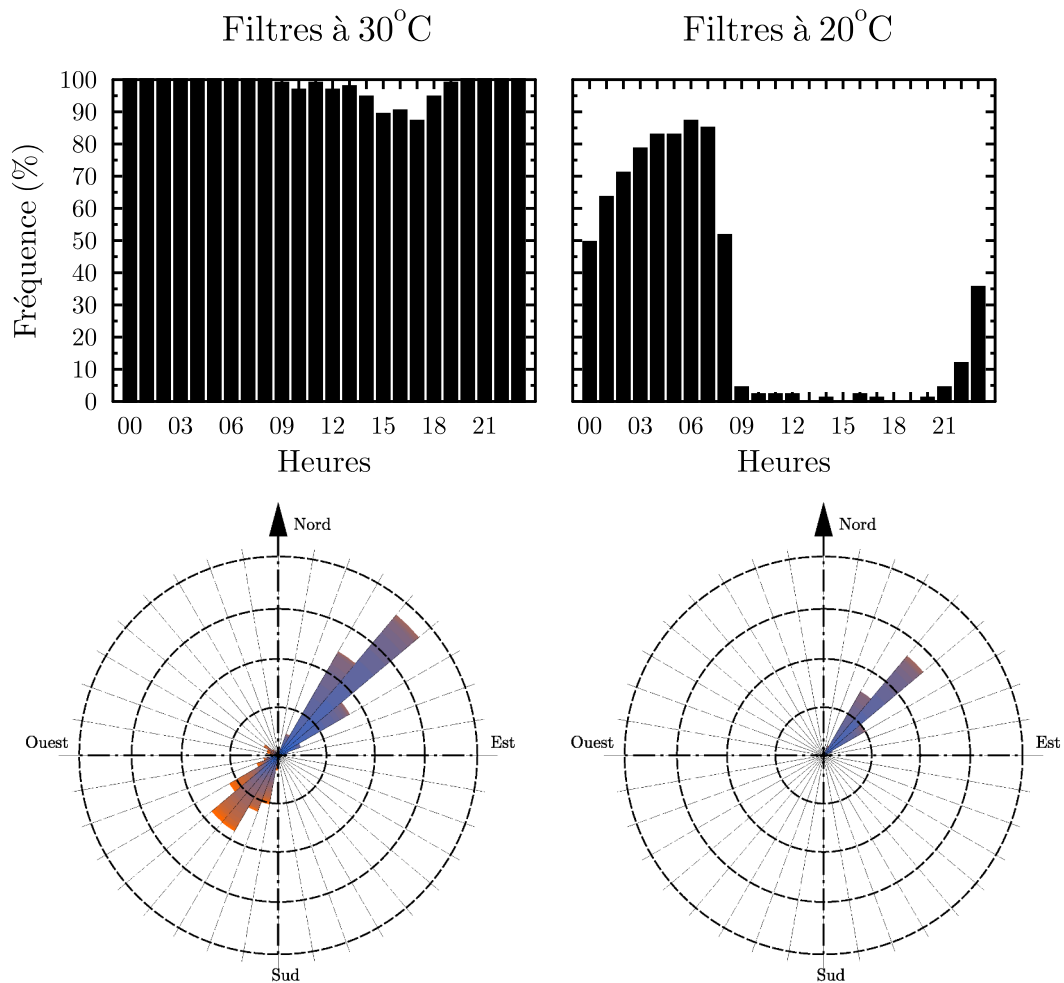 Filtres à 30°C
Filtres à 20°C
Fréquence (%)
100
90
80
70
60
50
40
30
20
10
0
00 03 06 09 12 15 18 21
Heures
00 03 06 09 12 15 18 21
Heures
Nord
Ouest
Est
Sud
Nord
Ouest
Est
Sud